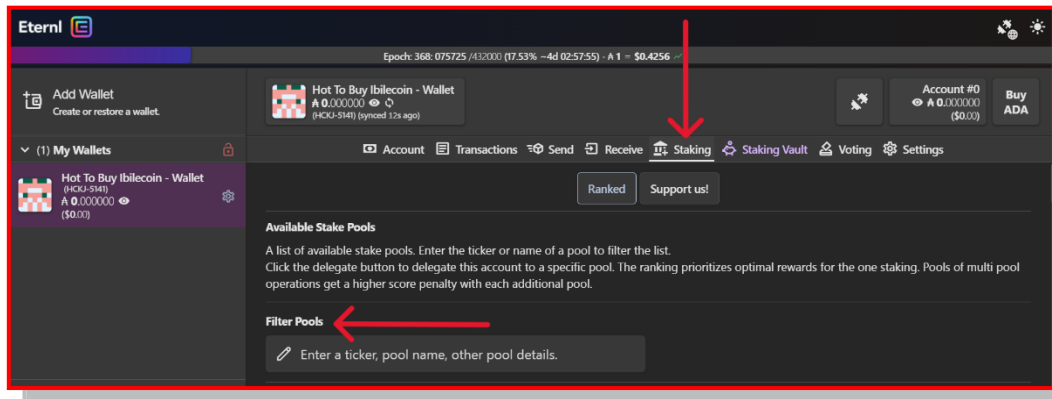 Eternl
Epoch: 368: 075725 /432000 (17.53% ~4d 02:57:55) · ₳ 1 = $0.4256
Add Wallet
Create or restore a wallet.
Hot To Buy Ibilecoin - Wallet
₳ 0.000000
(HCKJ-5141) (synced 12s ago)
Account #0
₳ 0.000000
($0.00)
Buy
ADA
(1) My Wallets
Account Transactions Send Receive Staking Staking Vault Voting Settings
Hot To Buy Ibilecoin - Wallet
(HCKJ-5141)
₳ 0.000000
($0.00)
Ranked Support us!
Available Stake Pools
A list of available stake pools. Enter the ticker or name of a pool to filter the list.
Click the delegate button to delegate this account to a specific pool. The ranking prioritizes optimal rewards for the one staking. Pools of multi pool
operations get a higher score penalty with each additional pool.
Filter Pools
Enter a ticker, pool name, other pool details.